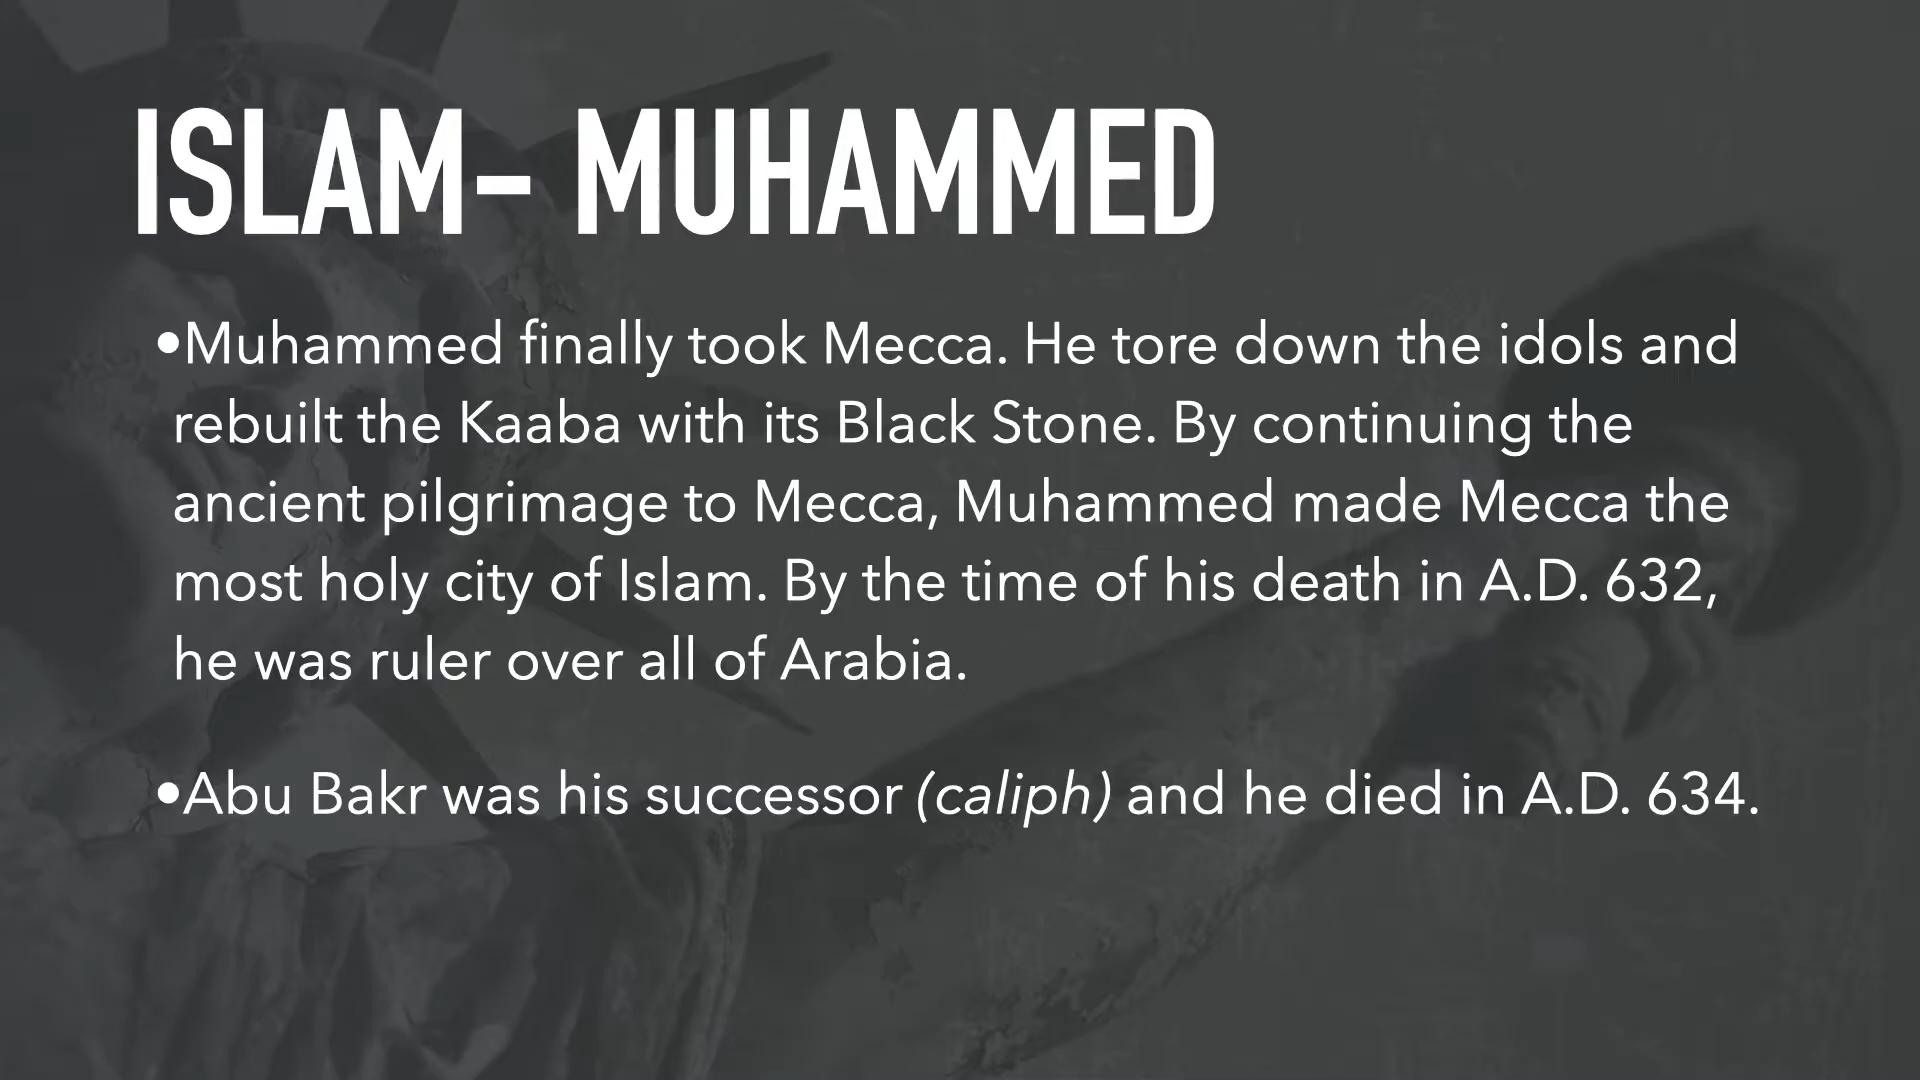 ISLAM– MUHAMMED
•Muhammed finally took Mecca. He tore down the idols and
rebuilt the Kaaba with its Black Stone. By continuing the
ancient pilgrimage to Mecca, Muhammed made Mecca the
most holy city of Islam. By the time of his death in A.D. 632,
he was ruler over all of Arabia.
•Abu Bakr was his successor (caliph) and he died in A.D. 634.